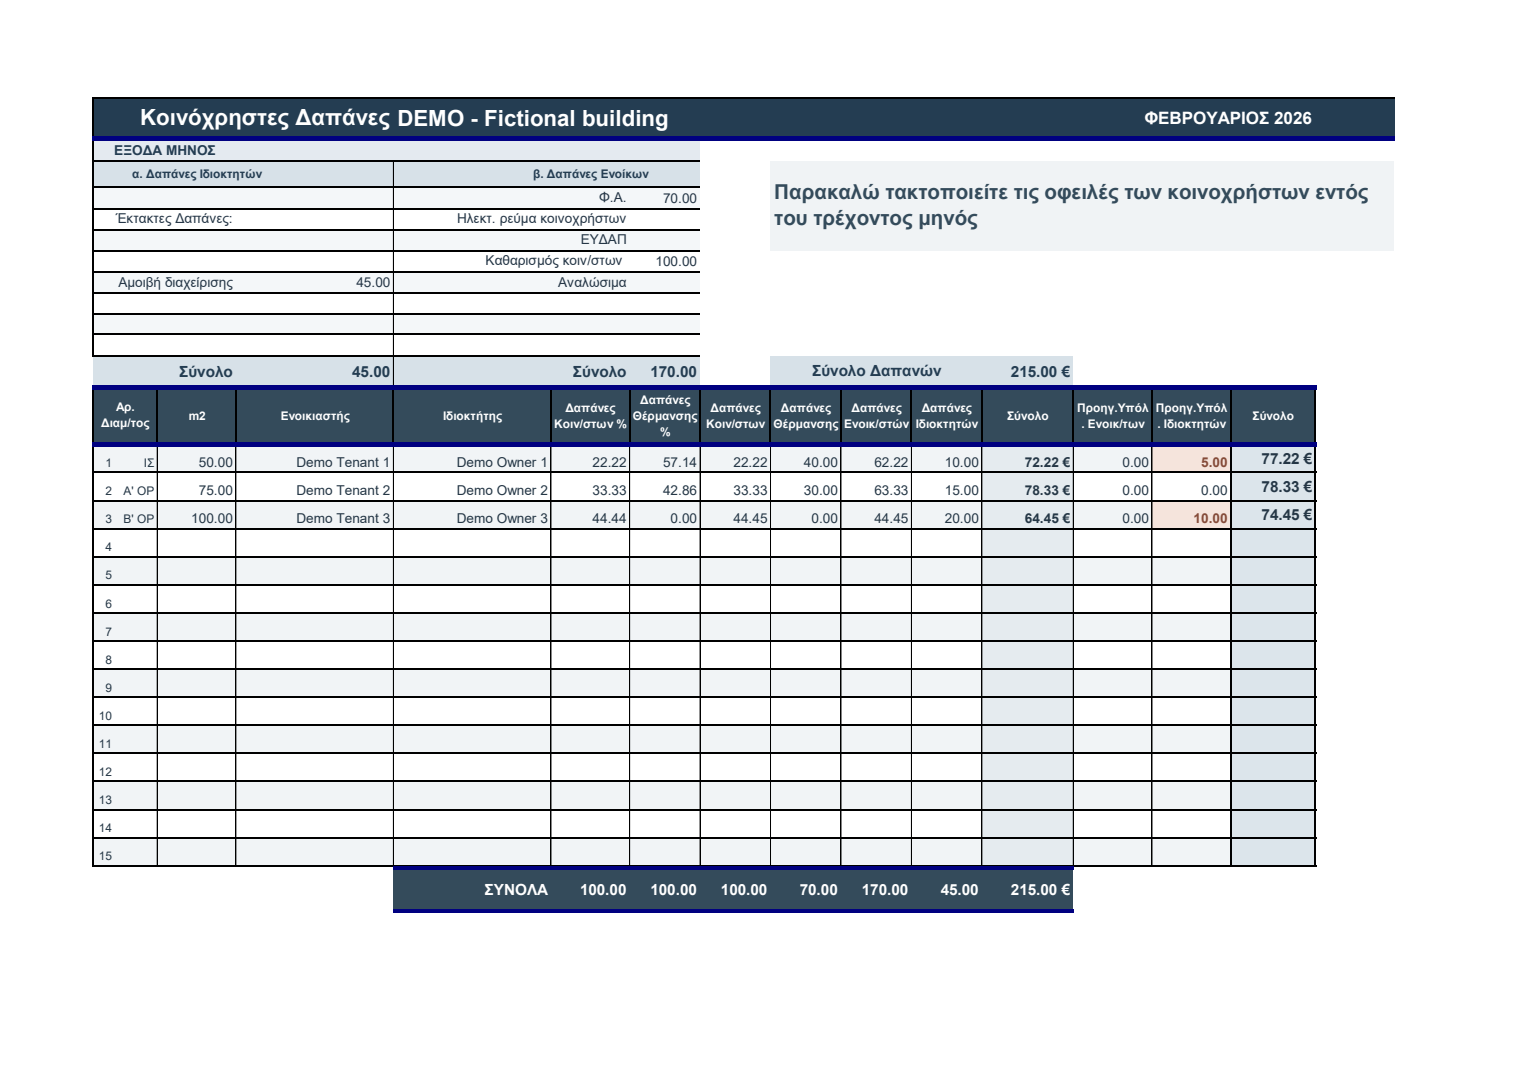 Κοινόχρηστες Δαπάνες DEMO - Fictional building ΦΕΒΡΟΥΑΡΙΟΣ 2026
ΕΞΟΔΑ ΜΗΝΟΣ
α. Δαπάνες Ιδιοκτητών β. Δαπάνες Ενοίκων
Φ.Α. 70.00
Έκτακτες Δαπάνες: Ηλεκτ. ρεύμα κοινοχρήστων
ΕΥΔΑΠ
Καθαρισμός κοιν/στων 100.00
Αμοιβή διαχείρισης 45.00 Αναλώσιμα
Παρακαλώ τακτοποιείτε τις οφειλές των κοινοχρήστων εντός
του τρέχοντος μηνός
Σύνολο 45.00 Σύνολο 170.00 Σύνολο Δαπανών 215.00 €
Αρ. Διαμ/τος m2 Ενοικιαστής Ιδιοκτήτης Δαπάνες Κοιν/στων % Δαπάνες Θέρμανσης % Δαπάνες Κοιν/στων Δαπάνες Θέρμανσης Δαπάνες Ενοικ/στών Δαπάνες Ιδιοκτητών Σύνολο Προηγ.Υπόλ. Ενοικ/των Προηγ.Υπόλ. Ιδιοκτητών Σύνολο
1 ΙΣ 50.00 Demo Tenant 1 Demo Owner 1 22.22 57.14 22.22 40.00 62.22 10.00 72.22 € 0.00 5.00 77.22 €
2 Α' ΟΡ 75.00 Demo Tenant 2 Demo Owner 2 33.33 42.86 33.33 30.00 63.33 15.00 78.33 € 0.00 0.00 78.33 €
3 Β' ΟΡ 100.00 Demo Tenant 3 Demo Owner 3 44.44 0.00 44.45 0.00 44.45 20.00 64.45 € 0.00 10.00 74.45 €
4
5
6
7
8
9
10
11
12
13
14
15
ΣΥΝΟΛΑ 100.00 100.00 100.00 70.00 170.00 45.00 215.00 €